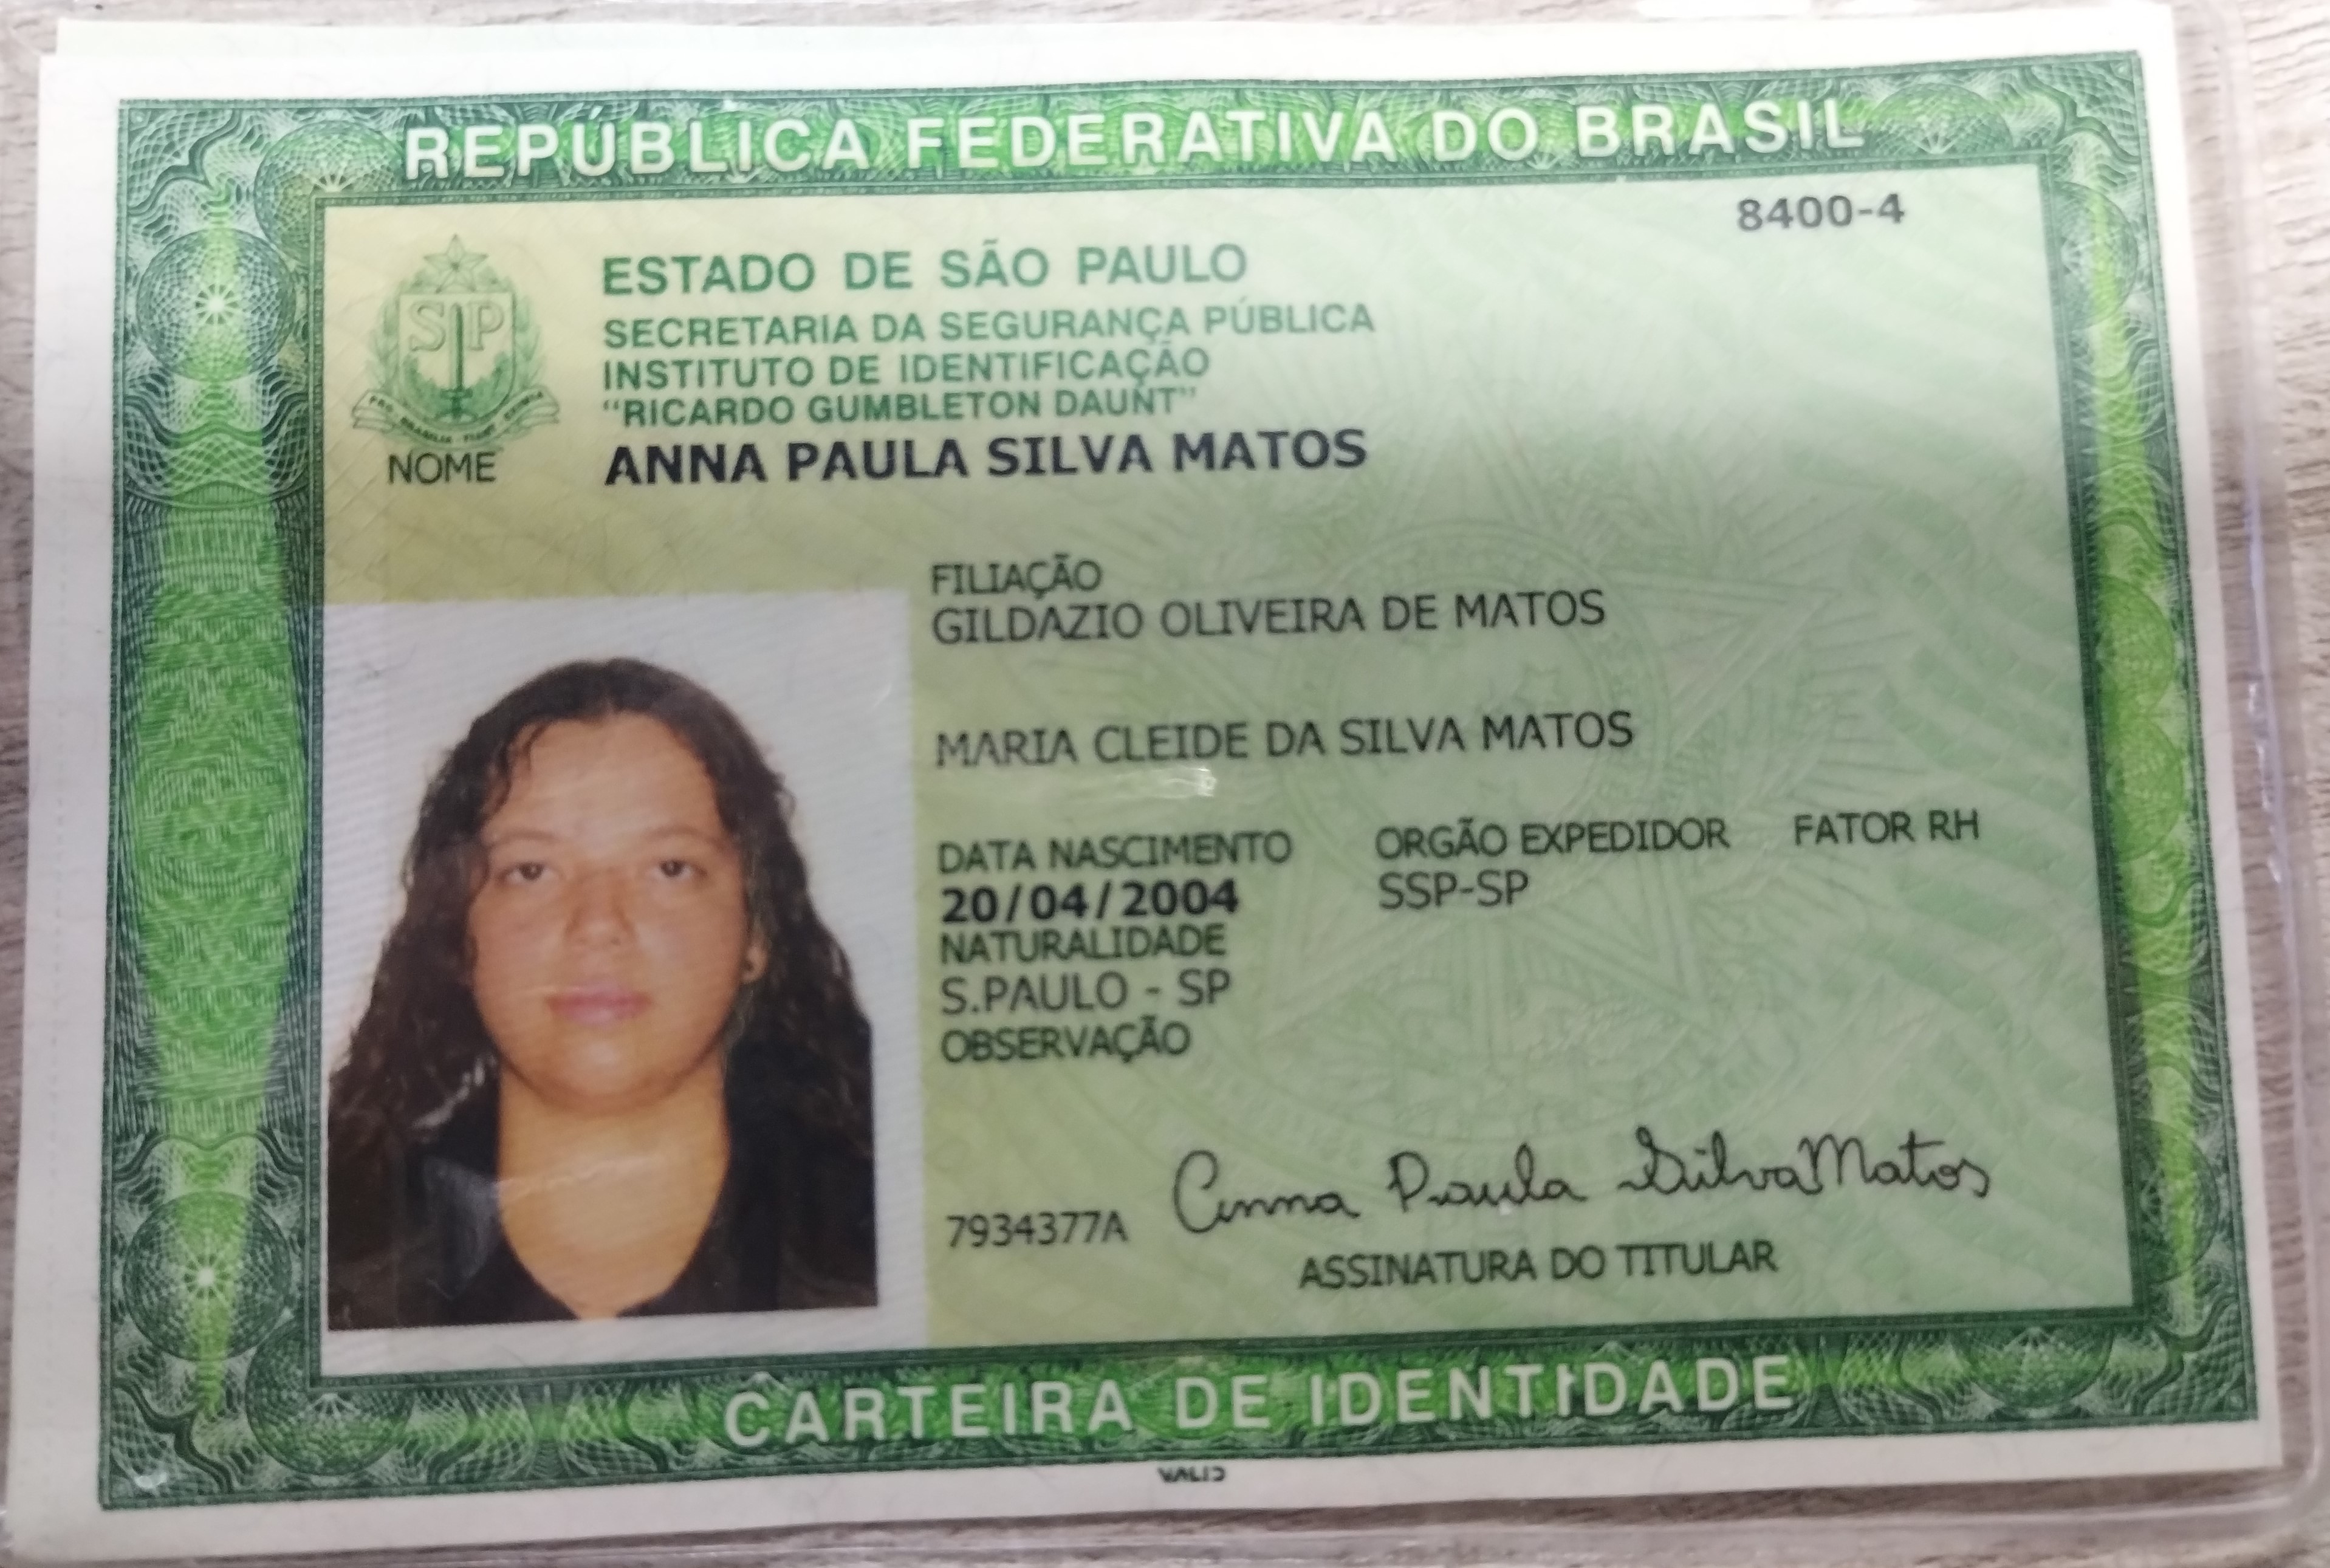 REPÚBLICA FEDERATIVA DO BRASIL
8400-4
ESTADO DE SÃO PAULO
SECRETARIA DA SEGURANÇA PÚBLICA
INSTITUTO DE IDENTIFICAÇÃO
"RICARDO GUMBLETON DAUNT"
NOME ANNA PAULA SILVA MATOS
FILIAÇÃO
GILDAZIO OLIVEIRA DE MATOS
MARIA CLEIDE DA SILVA MATOS
DATA NASCIMENTO ORGÃO EXPEDIDOR FATOR RH
20/04/2004 SSP-SP
NATURALIDADE
S.PAULO - SP
OBSERVAÇÃO
7934377A Anna Paula Silva Matos
ASSINATURA DO TITULAR
CARTEIRA DE IDENTIDADE
VALID